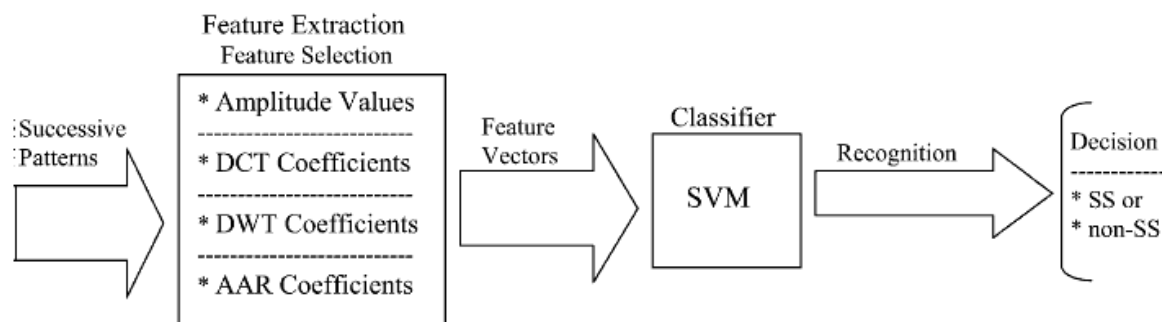 Feature Extraction
Feature Selection
Successive
Patterns
* Amplitude Values
-------------------------
* DCT Coefficients
-------------------------
* DWT Coefficients
-------------------------
* AAR Coefficients
Feature
Vectors
Classifier
SVM
Recognition
Decision
------------
* SS or
* non-SS